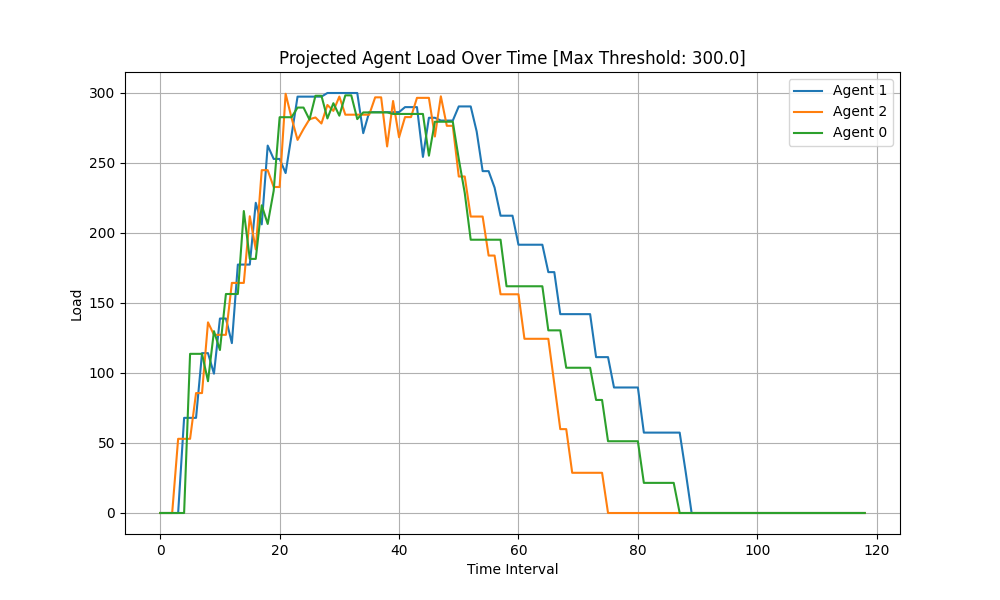 Projected Agent Load Over Time [Max Threshold: 300.0]
Agent 1
Agent 2
Agent 0
300
250
200
150
100
50
0
Load
0 20 40 60 80 100 120
Time Interval